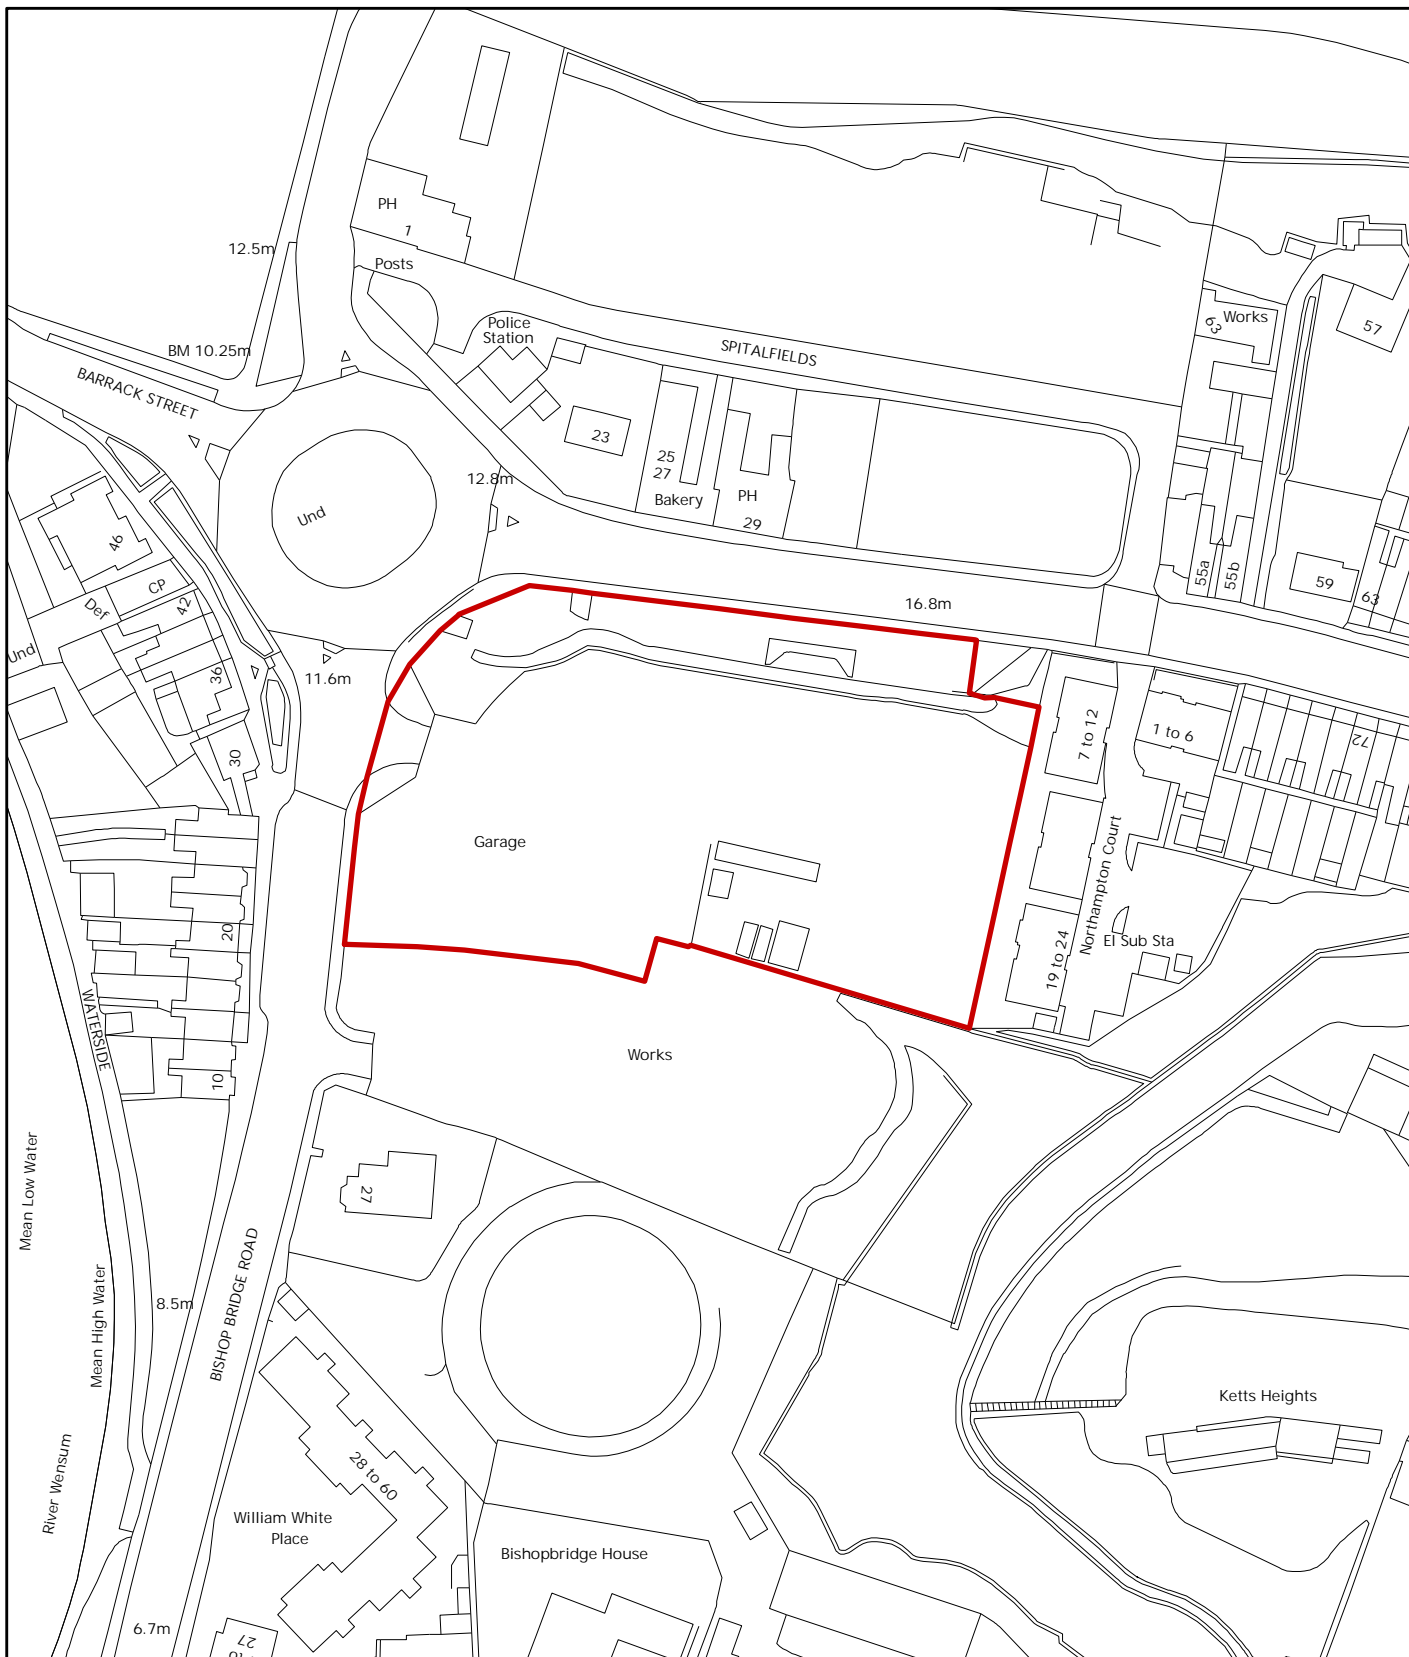 PH
1
12.5m
Posts
Police
Station
63
Works
57
BM 10.25m
SPITALFIELDS
BARRACK STREET
23
25
27
Bakery
PH
29
12.8m
Und
46
CP
Def
42
55a
55b
59
63
16.8m
Und
36
11.6m
30
7 to 12
1 to 6
72
Garage
Northampton Court
20
El Sub Sta
19 to 24
WATERSIDE
Works
10
27
Mean Low Water
Mean High Water
8.5m
BISHOP BRIDGE ROAD
Ketts Heights
28 to 60
River Wensum
William White
Place
Bishopbridge House
6.7m
27